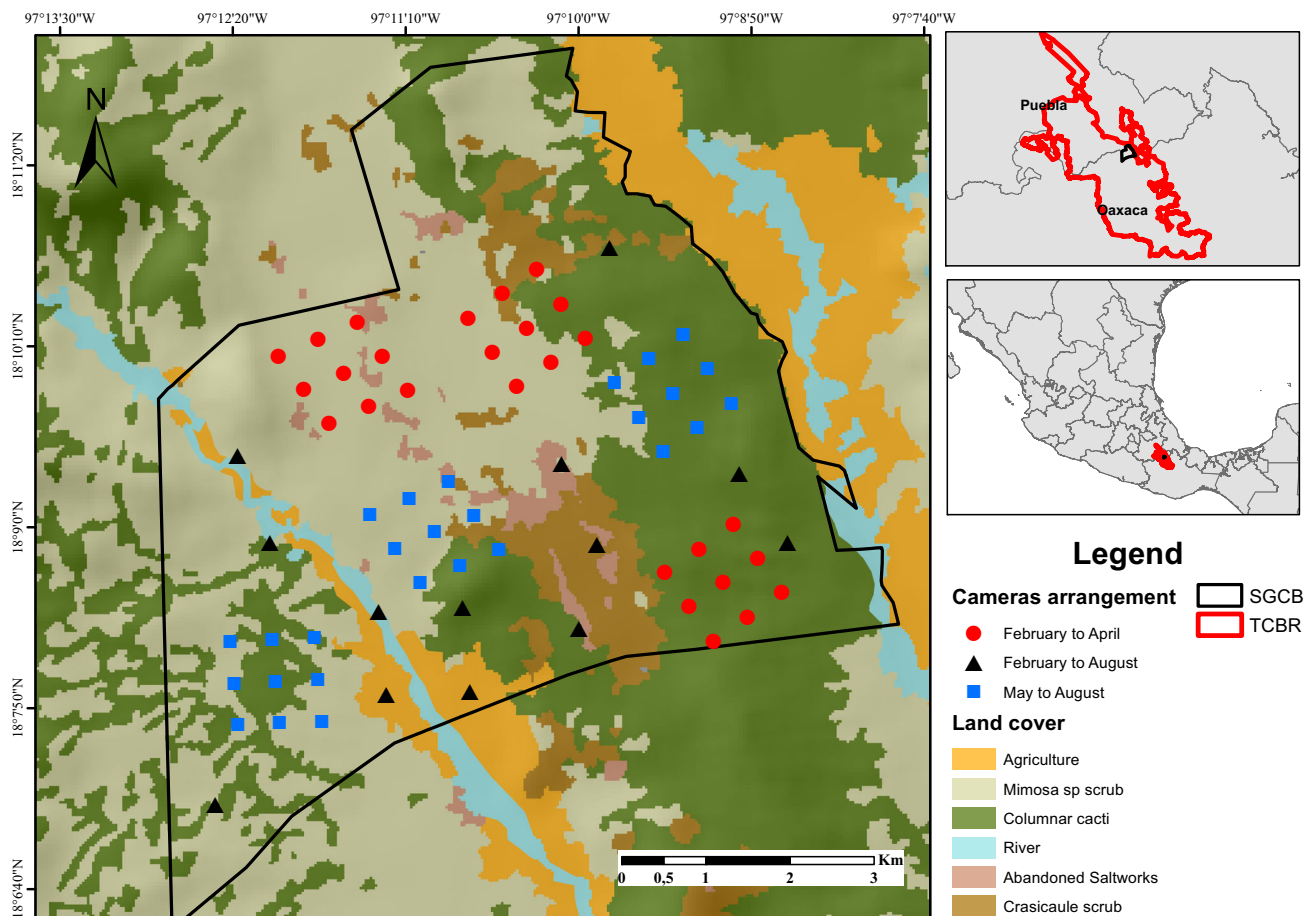 97°13'30"W 97°12'20"W 97°11'10"W 97°10'0"W 97°8'50"W 97°7'40"W
N
18°11'20"N
18°10'10"N
18°9'0"N
18°7'50"N
18°6'40"N
Km
0 0,5 1 2 3
Puebla
Oaxaca
Legend
Cameras arrangement
February to April
February to August
May to August
SGCB
TCBR
Land cover
Agriculture
Mimosa sp scrub
Columnar cacti
River
Abandoned Saltworks
Crasicaule scrub